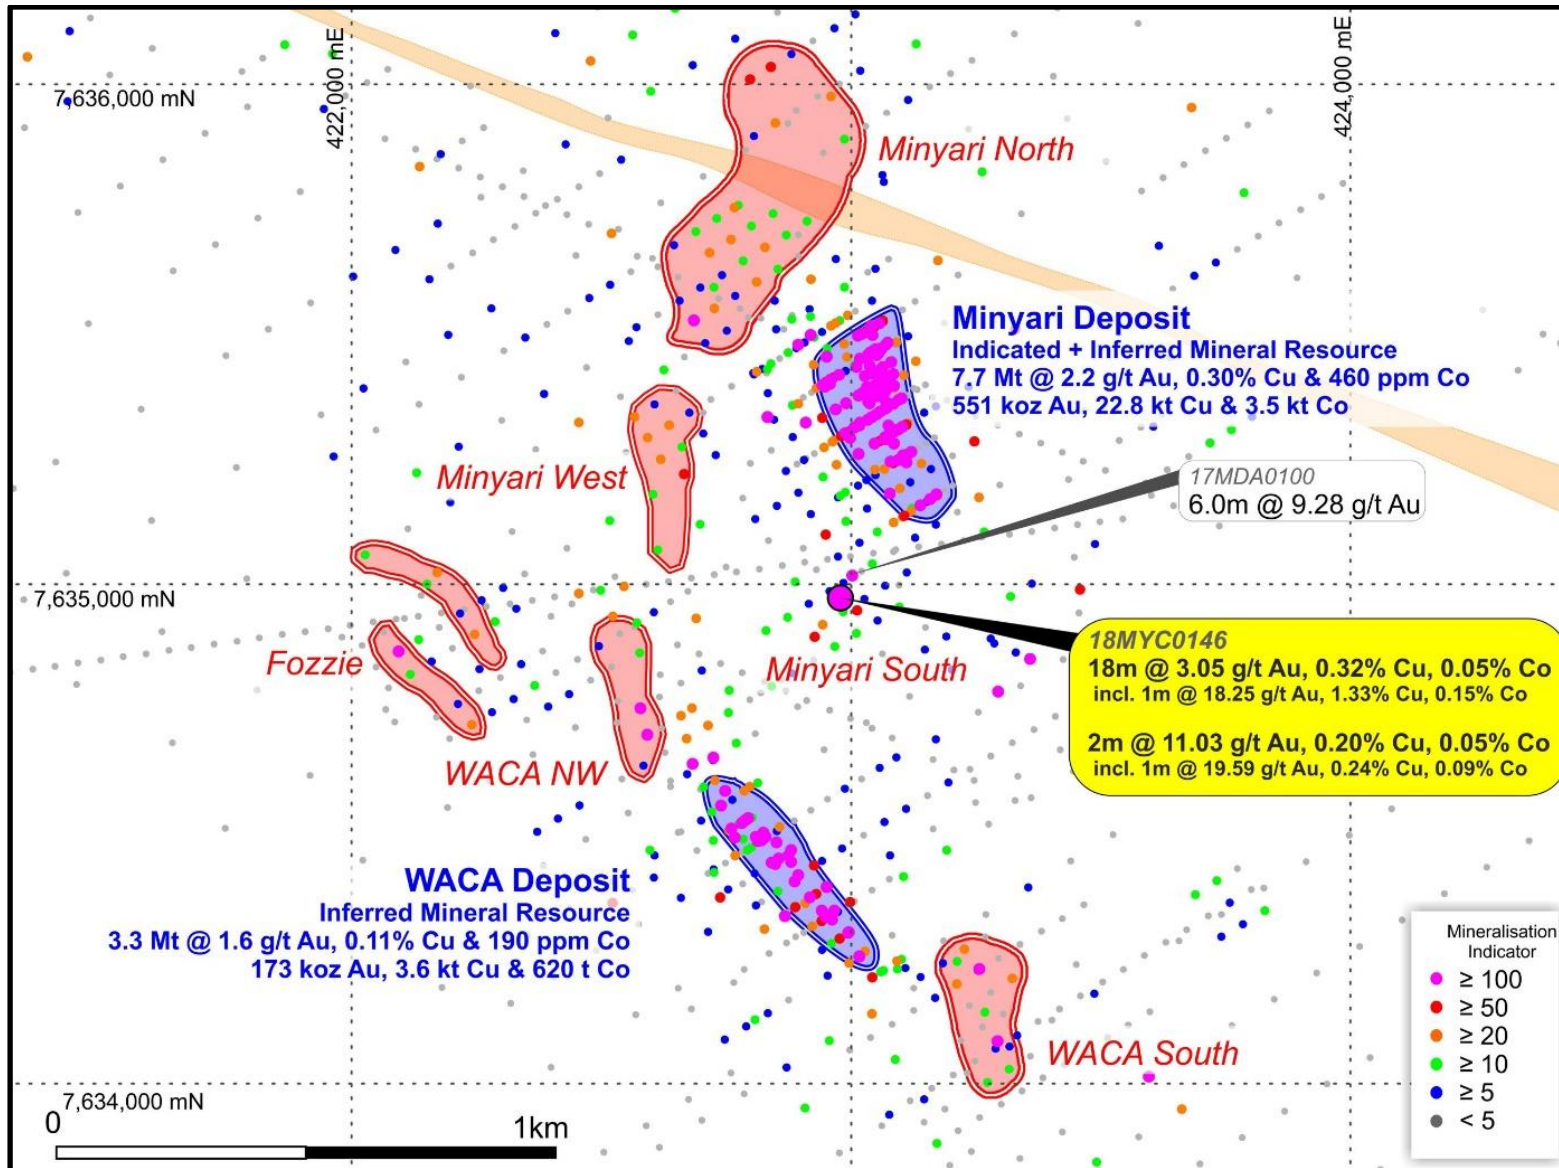 7,636,000 mN
422,000 mE
424,000 mE
Minyari North
Minyari Deposit
Indicated + Inferred Mineral Resource
7.7 Mt @ 2.2 g/t Au, 0.30% Cu & 460 ppm Co
551 koz Au, 22.8 kt Cu & 3.5 kt Co
Minyari West
17MDA0100
6.0m @ 9.28 g/t Au
7,635,000 mN
Fozzie
Minyari South
18MYC0146
18m @ 3.05 g/t Au, 0.32% Cu, 0.05% Co
incl. 1m @ 18.25 g/t Au, 1.33% Cu, 0.15% Co
2m @ 11.03 g/t Au, 0.20% Cu, 0.05% Co
incl. 1m @ 19.59 g/t Au, 0.24% Cu, 0.09% Co
WACA NW
WACA Deposit
Inferred Mineral Resource
3.3 Mt @ 1.6 g/t Au, 0.11% Cu & 190 ppm Co
173 koz Au, 3.6 kt Cu & 620 t Co
WACA South
Mineralisation
Indicator
≥ 100
≥ 50
≥ 20
≥ 10
≥ 5
< 5
7,634,000 mN
0 1km